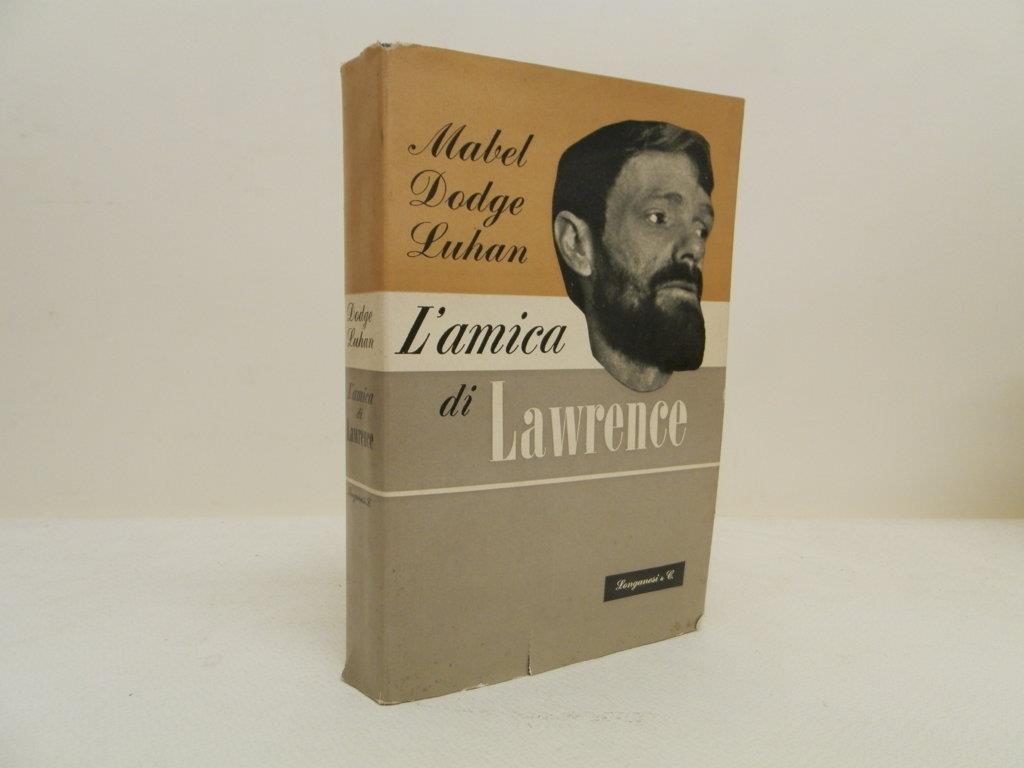 Mabel
Dodge
Luhan
L'amica
di Lawrence
Longanesi & C.
Dodge
Luhan
L'amica
di
Lawrence